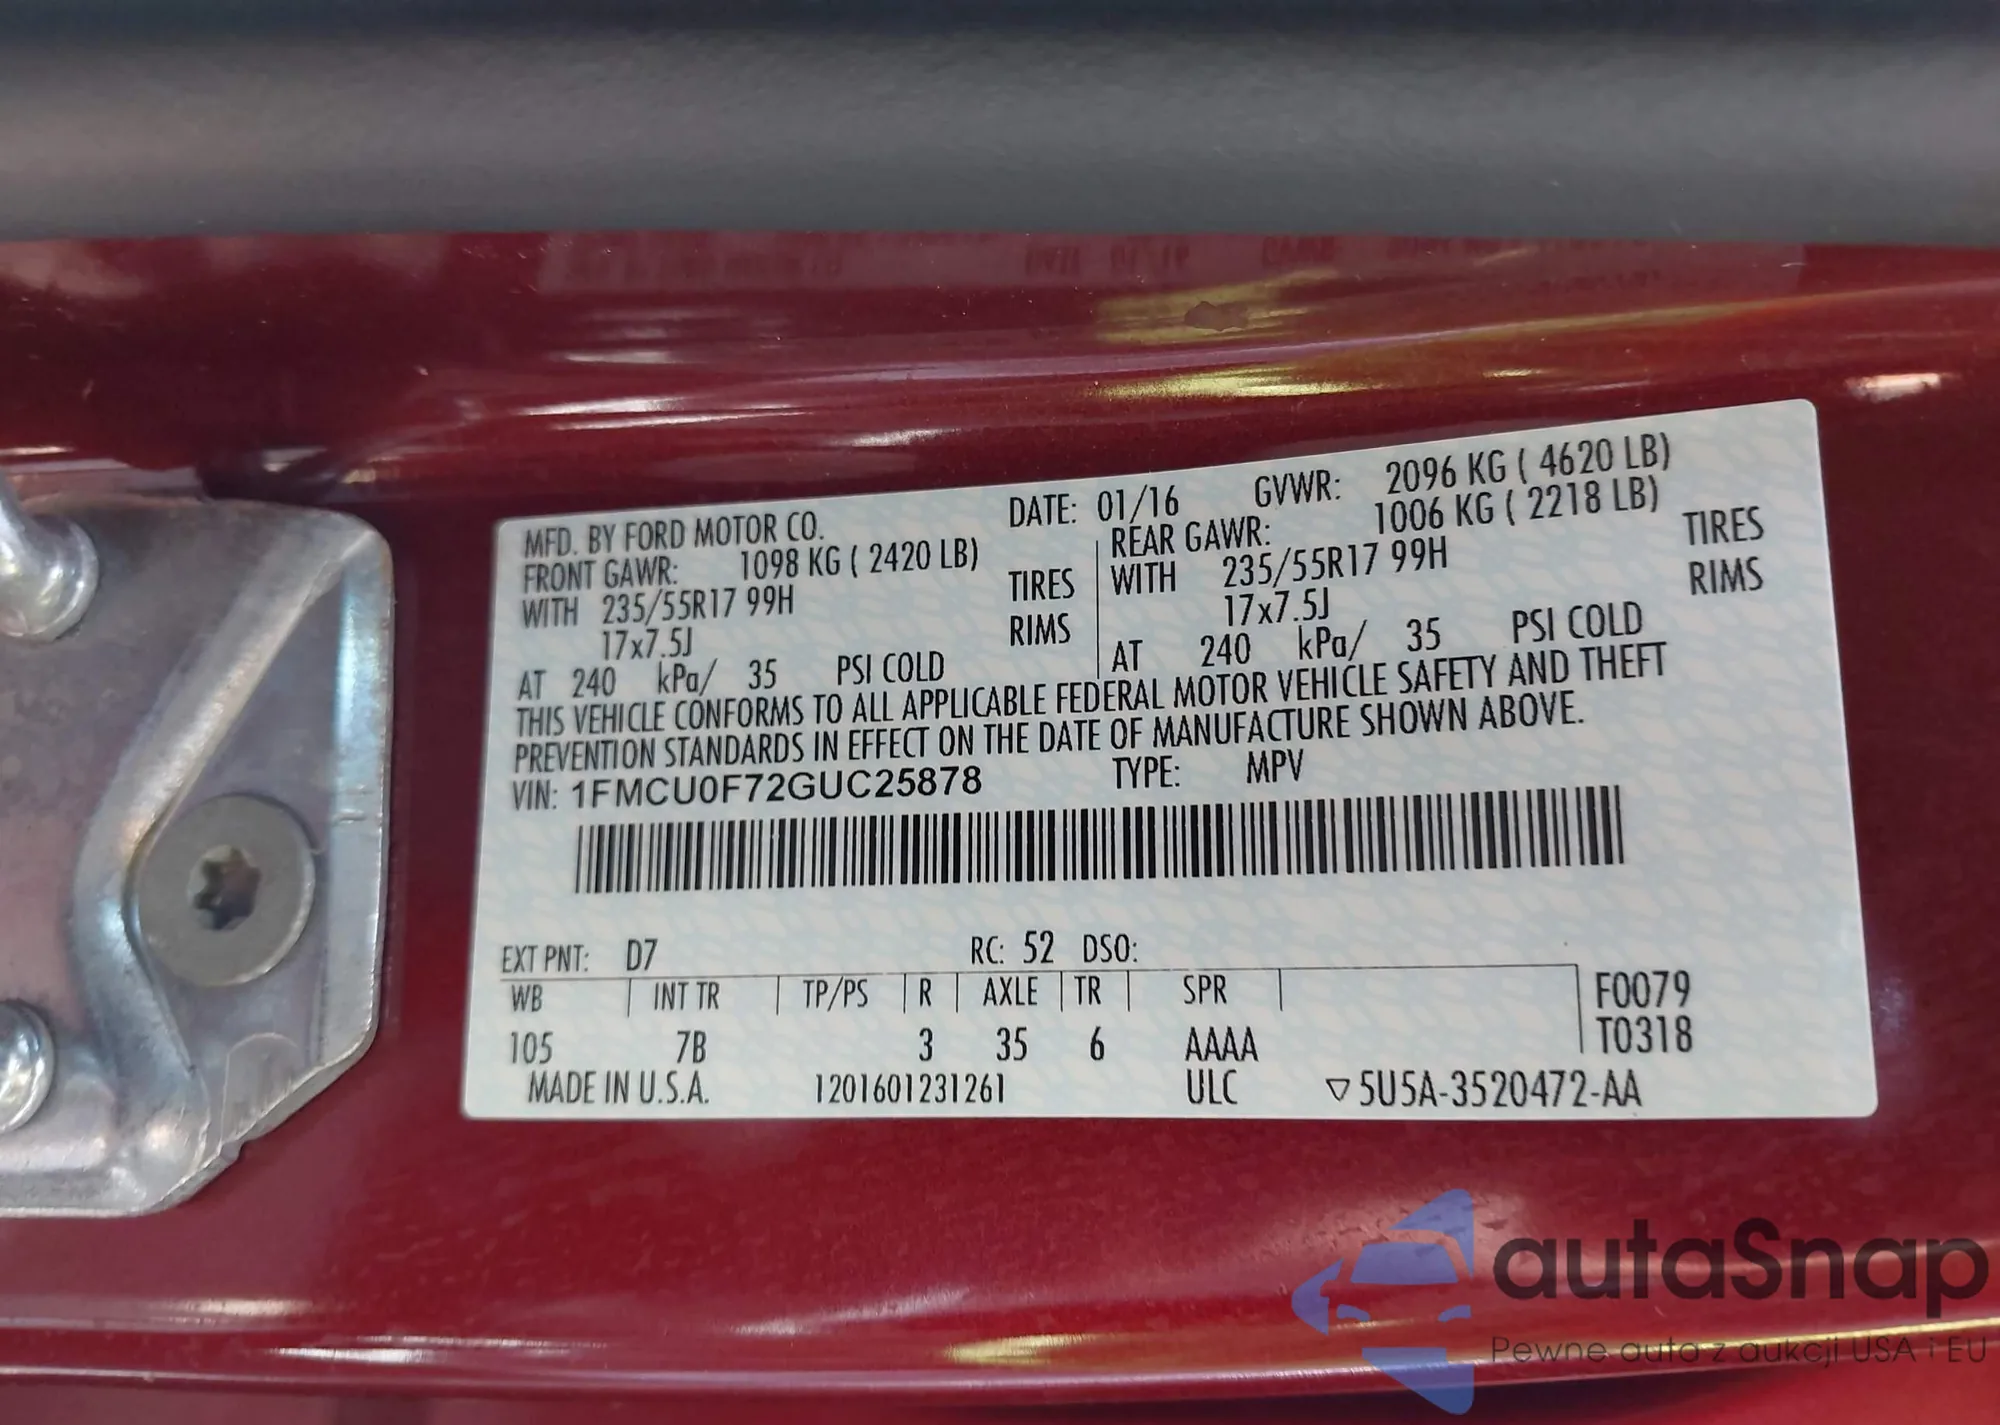 MFD. BY FORD MOTOR CO. DATE: 01/16 GVWR: 2096 KG ( 4620 LB)
FRONT GAWR: 1098 KG ( 2420 LB)
WITH 235/55R17 99H TIRES
17x7.5J RIMS
AT 240 kPa/ 35 PSI COLD
REAR GAWR: 1006 KG ( 2218 LB)
WITH 235/55R17 99H TIRES
17x7.5J RIMS
AT 240 kPa/ 35 PSI COLD
THIS VEHICLE CONFORMS TO ALL APPLICABLE FEDERAL MOTOR VEHICLE SAFETY AND THEFT
PREVENTION STANDARDS IN EFFECT ON THE DATE OF MANUFACTURE SHOWN ABOVE.
VIN: 1FMCU0F72GUC25878 TYPE: MPV
EXT PNT: D7 RC: 52 DSO:
WB INT TR TP/PS R AXLE TR SPR F0079
105 7B 3 35 6 AAAA T0318
MADE IN U.S.A. 1201601231261 ULC ▽5U5A-3520472-AA
autaSnap
Pewne auto z aukcji USA i EU